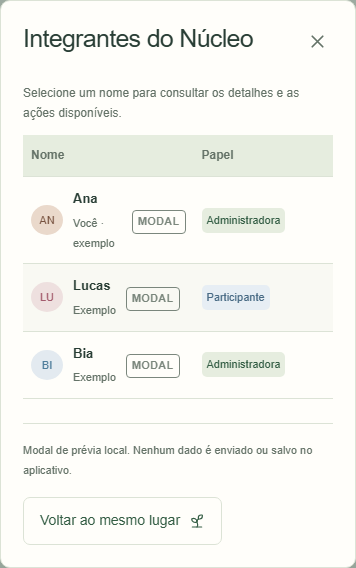 Integrantes do Núcleo
Selecione um nome para consultar os detalhes e as
ações disponíveis.
Nome Papel
AN Ana Você · exemplo MODAL Administradora
LU Lucas Exemplo MODAL Participante
BI Bia Exemplo MODAL Administradora
Modal de prévia local. Nenhum dado é enviado ou salvo no
aplicativo.
Voltar ao mesmo lugar